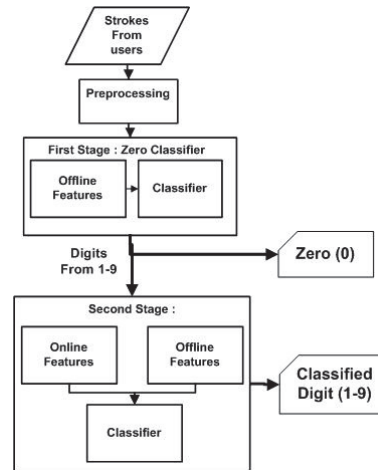 Strokes
From
users
Preprocessing
First Stage : Zero Classifier
Offline
Features
Classifier
Digits
From 1-9
Zero (0)
Second Stage :
Online
Features
Offline
Features
Classifier
Classified
Digit (1-9)